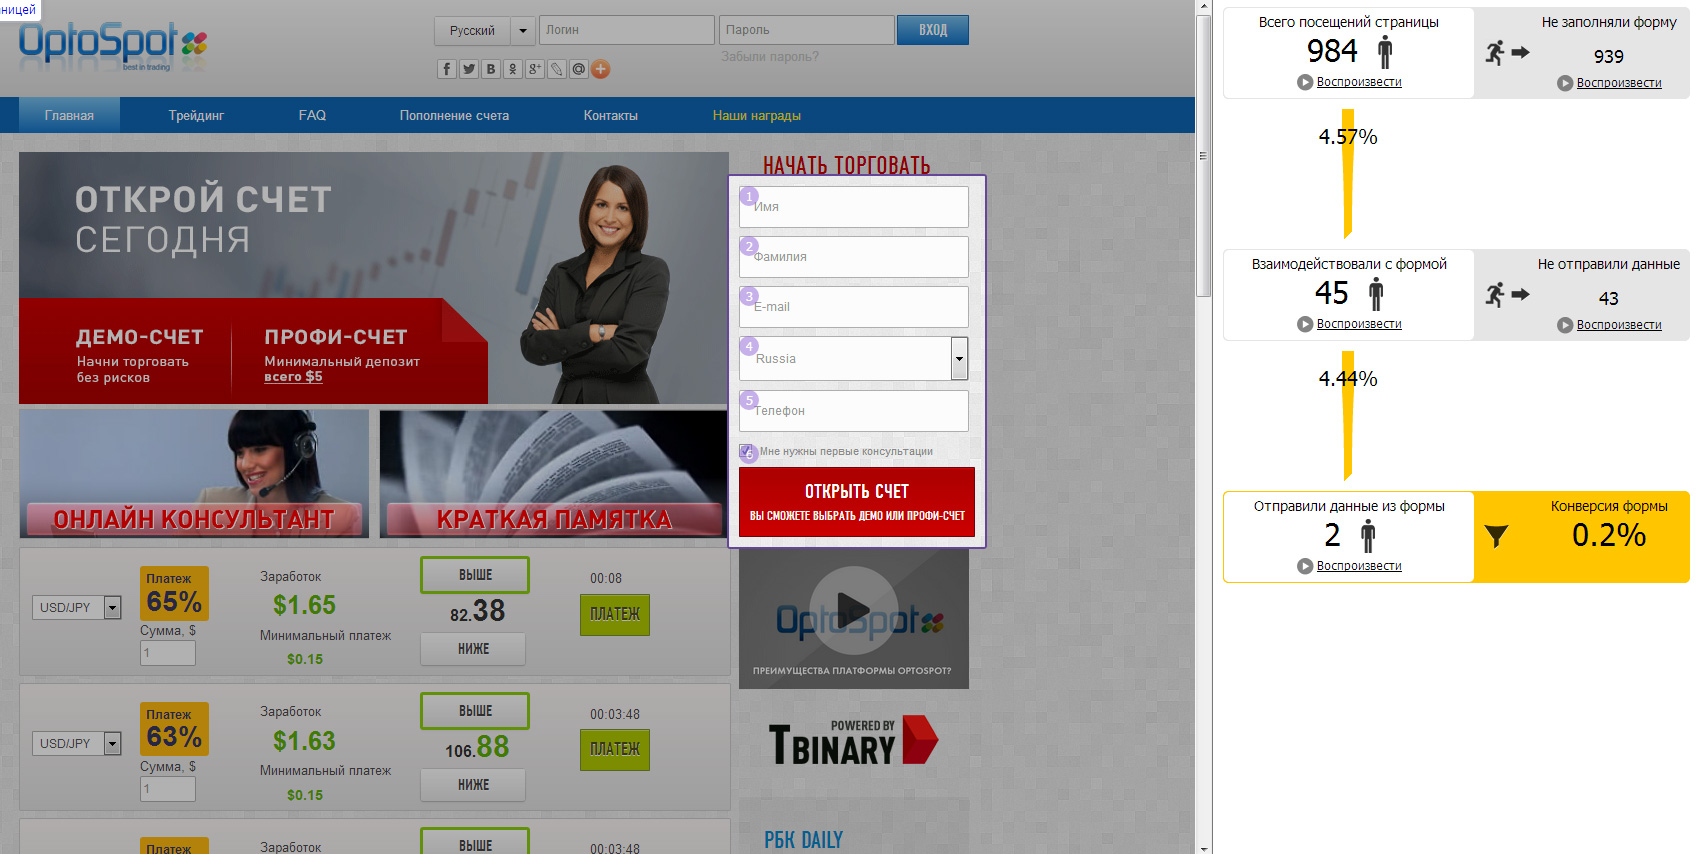 ницей
OptoSpot
best in trading
Русский
Логин
Пароль
ВХОД
Забыли пароль?
Главная
Трейдинг
FAQ
Пополнение счета
Контакты
Наши награды
ОТКРОЙ СЧЕТ
СЕГОДНЯ
ДЕМО-СЧЕТ
Начни торговать
без рисков
ПРОФИ-СЧЕТ
Минимальный депозит
всего $5
ОНЛАЙН КОНСУЛЬТАНТ
КРАТКАЯ ПАМЯТКА
НАЧАТЬ ТОРГОВАТЬ
1
Имя
2
Фамилия
3
E-mail
4
Russia
5
Телефон
6
Мне нужны первые консультации
ОТКРЫТЬ СЧЕТ
ВЫ СМОЖЕТЕ ВЫБРАТЬ ДЕМО ИЛИ ПРОФИ-СЧЕТ
USD/JPY
Платеж
65%
Сумма, $
1
Заработок
$1.65
Минимальный платеж
$0.15
ВЫШЕ
82.38
НИЖЕ
00:08
ПЛАТЕЖ
USD/JPY
Платеж
63%
Сумма, $
1
Заработок
$1.63
Минимальный платеж
$0.15
ВЫШЕ
106.88
НИЖЕ
00:03:48
ПЛАТЕЖ
Платеж
Заработок
ВЫШЕ
00:03:48
OptoSpot
ПРЕИМУЩЕСТВА ПЛАТФОРМЫ OPTOSPOT?
POWERED BY
TBINARY
РБК DAILY
Всего посещений страницы
984
Воспроизвести
Не заполняли форму
939
Воспроизвести
4.57%
Взаимодействовали с формой
45
Воспроизвести
Не отправили данные
43
Воспроизвести
4.44%
Отправили данные из формы
2
Воспроизвести
Конверсия формы
0.2%